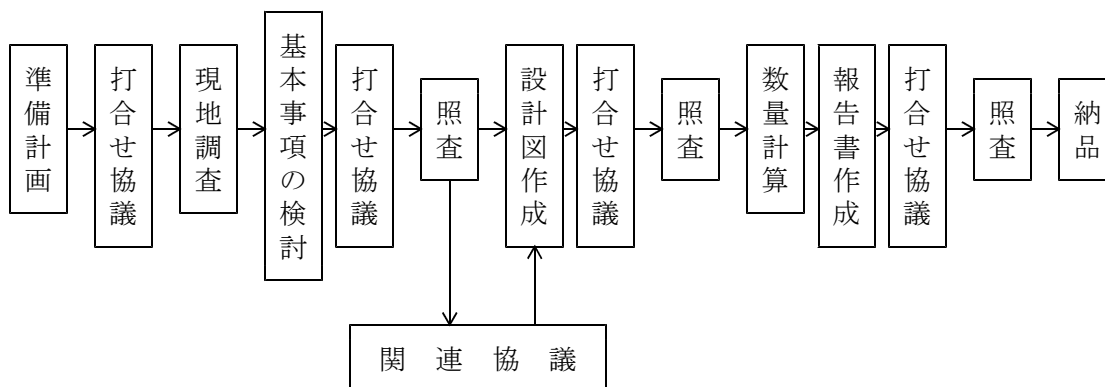 準備計画
打合せ協議
現地調査
基本事項の検討
打合せ協議
照査
設計図作成
打合せ協議
照査
数量計算
報告書作成
打合せ協議
照査
納品
関連協議